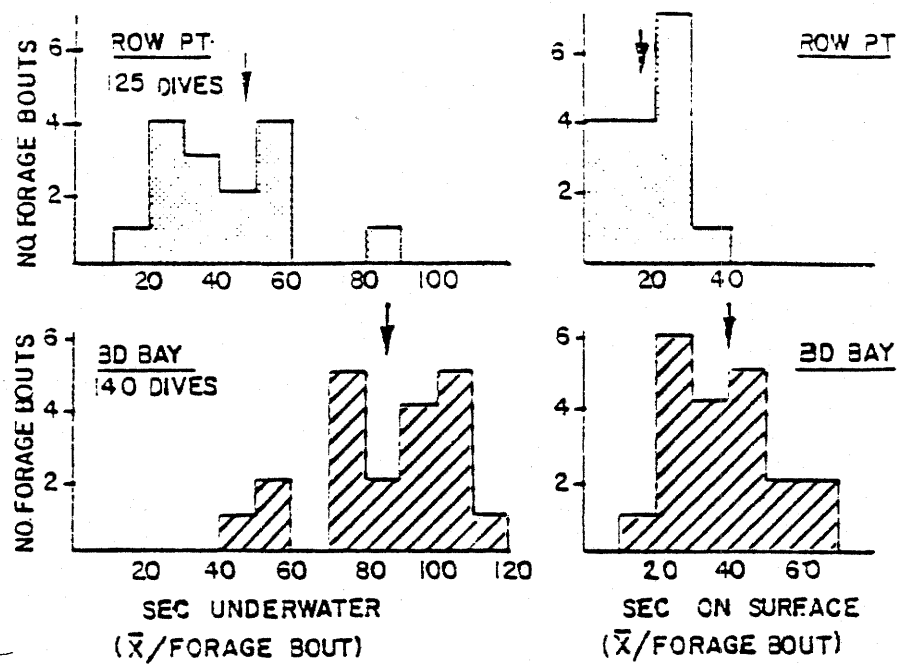 NO. FORAGE BOUTS
6
4
2
ROW PT.
125 DIVES
20 40 60 80 100
6
4
2
ROW PT
20 40
NO. FORAGE BOUTS
6
4
2
BD BAY
140 DIVES
20 40 60 80 100 120
SEC UNDERWATER
(X̅/FORAGE BOUT)
6
4
2
BD BAY
20 40 60
SEC ON SURFACE
(X̅/FORAGE BOUT)